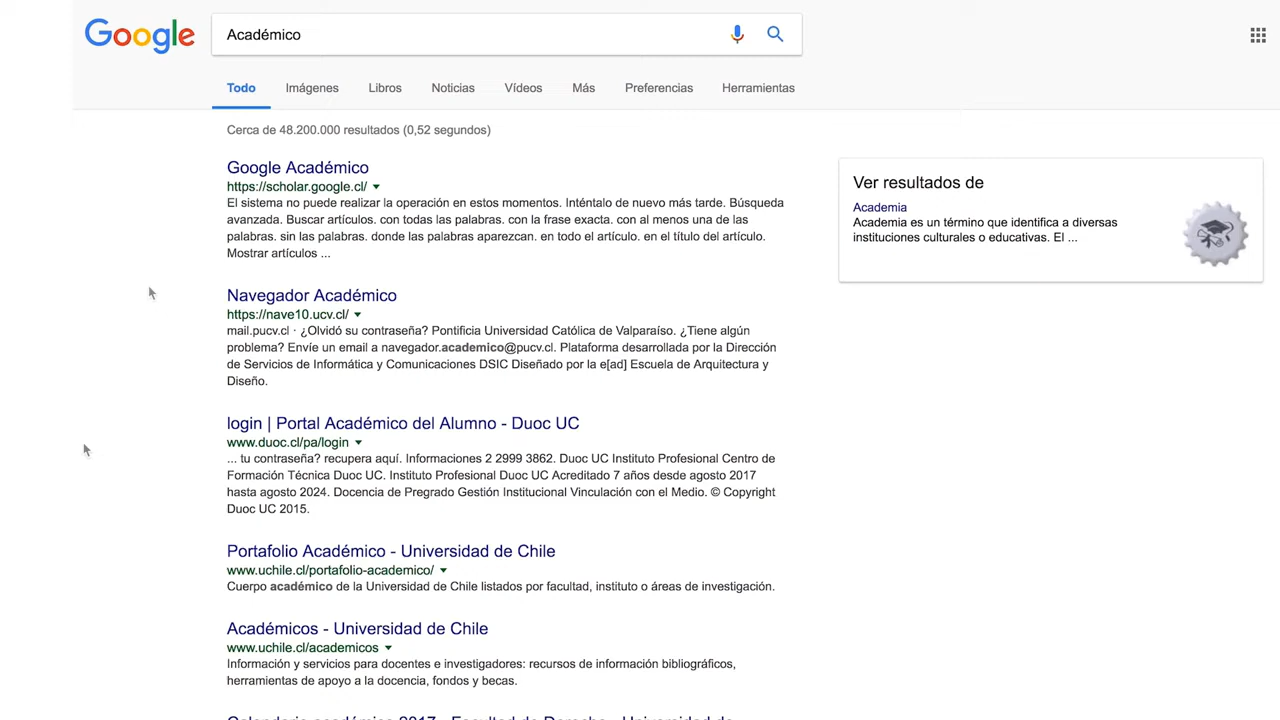 Google
Académico
Todo Imágenes Libros Noticias Vídeos Más Preferencias Herramientas
Cerca de 48.200.000 resultados (0,52 segundos)
Google Académico
https://scholar.google.cl/
El sistema no puede realizar la operación en estos momentos. Inténtalo de nuevo más tarde. Búsqueda
avanzada. Buscar artículos. con todas las palabras. con la frase exacta. con al menos una de las
palabras. sin las palabras. donde las palabras aparezcan. en todo el artículo. en el título del artículo.
Mostrar artículos ...
Navegador Académico
https://nave10.ucv.cl/
mail.pucv.cl · ¿Olvidó su contraseña? Pontificia Universidad Católica de Valparaíso. ¿Tiene algún
problema? Envíe un email a navegador.academico@pucv.cl. Plataforma desarrollada por la Dirección
de Servicios de Informática y Comunicaciones DSIC Diseñado por la e[ad] Escuela de Arquitectura y
Diseño.
login | Portal Académico del Alumno - Duoc UC
www.duoc.cl/pa/login
... tu contraseña? recupera aquí. Informaciones 2 2999 3862. Duoc UC Instituto Profesional Centro de
Formación Técnica Duoc UC. Instituto Profesional Duoc UC Acreditado 7 años desde agosto 2017
hasta agosto 2024. Docencia de Pregrado Gestión Institucional Vinculación con el Medio. © Copyright
Duoc UC 2015.
Portafolio Académico - Universidad de Chile
www.uchile.cl/portafolio-academico/
Cuerpo académico de la Universidad de Chile listados por facultad, instituto o áreas de investigación.
Académicos - Universidad de Chile
www.uchile.cl/academicos
Información y servicios para docentes e investigadores: recursos de información bibliográficos,
herramientas de apoyo a la docencia, fondos y becas.
Calendario académico 2017 - Facultad de Derecho - Universidad de
Ver resultados de
Academia
Academia es un término que identifica a diversas
instituciones culturales o educativas. El ...